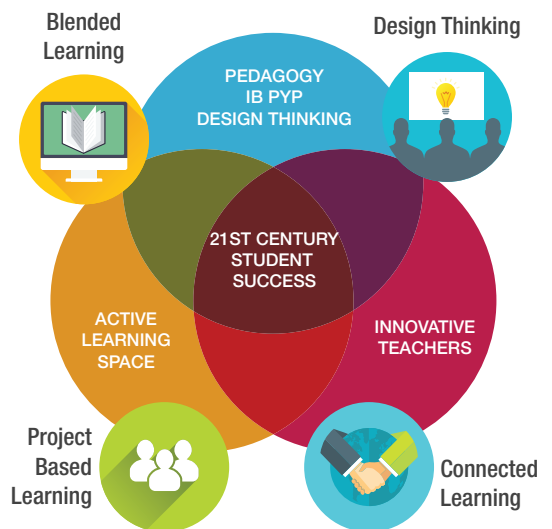 Blended
Learning
Design Thinking
PEDAGOGY
IB PYP
DESIGN THINKING
21ST CENTURY
STUDENT
SUCCESS
ACTIVE
LEARNING
SPACE
INNOVATIVE
TEACHERS
Project
Based
Learning
Connected
Learning